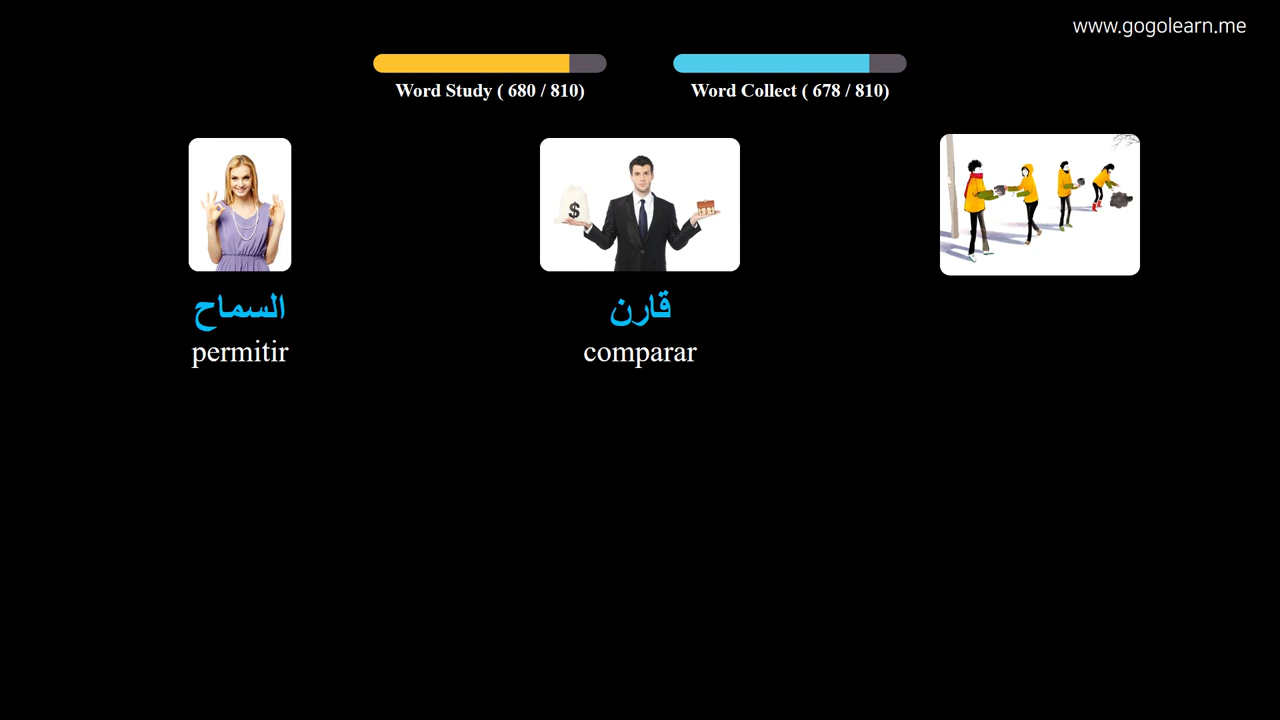 www.gogolearn.me
Word Study ( 680 / 810)
Word Collect ( 678 / 810)
$
السماح
permitir
قارن
comparar